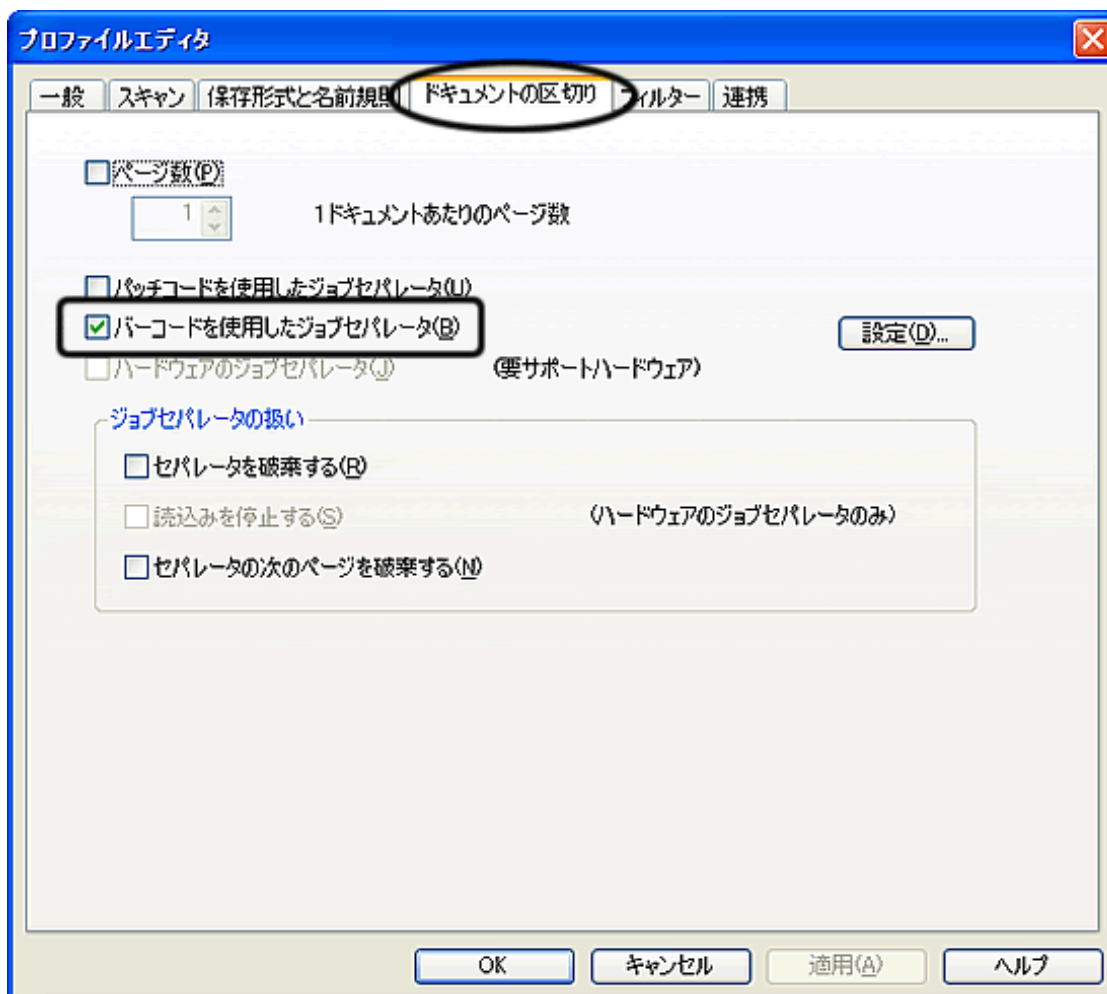 プロファイルエディタ
一般 スキャン 保存形式と名前規則 ドキュメントの区切り フィルター 連携
ページ数(P)
1 1ドキュメントあたりのページ数
パッチコードを使用したジョブセパレータ(U)
バーコードを使用したジョブセパレータ(B) 設定(D)...
ハードウェアのジョブセパレータ(J) (要サポートハードウェア)
ジョブセパレータの扱い
セパレータを破棄する(R)
読込みを停止する(S) (ハードウェアのジョブセパレータのみ)
セパレータの次のページを破棄する(N)
OK キャンセル 適用(A) ヘルプ